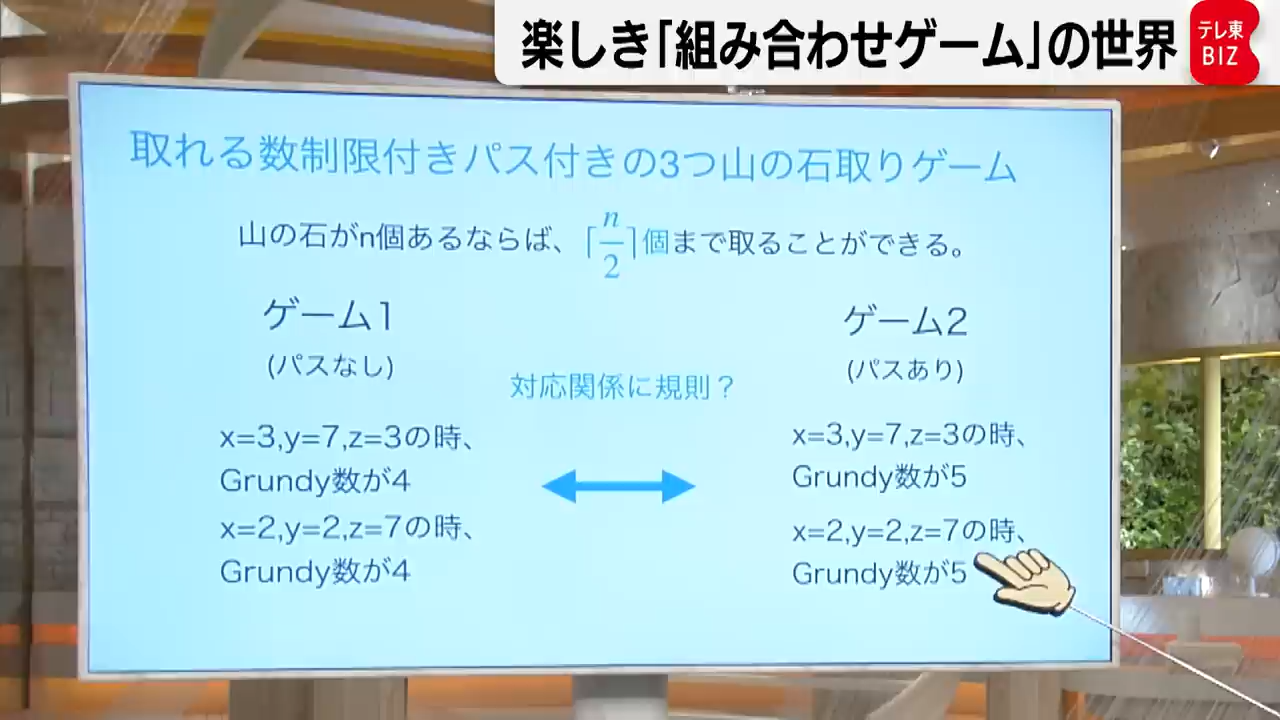 楽しき「組み合わせゲーム」の世界
テレ東
BIZ
取れる数制限付きパス付きの3つ山の石取りゲーム
山の石がn個あるならば、⌈n/2⌉個まで取ることができる。
ゲーム1
(パスなし)
ゲーム2
(パスあり)
対応関係に規則？
x=3,y=7,z=3の時、
Grundy数が4
x=2,y=2,z=7の時、
Grundy数が4
x=3,y=7,z=3の時、
Grundy数が5
x=2,y=2,z=7の時、
Grundy数が5